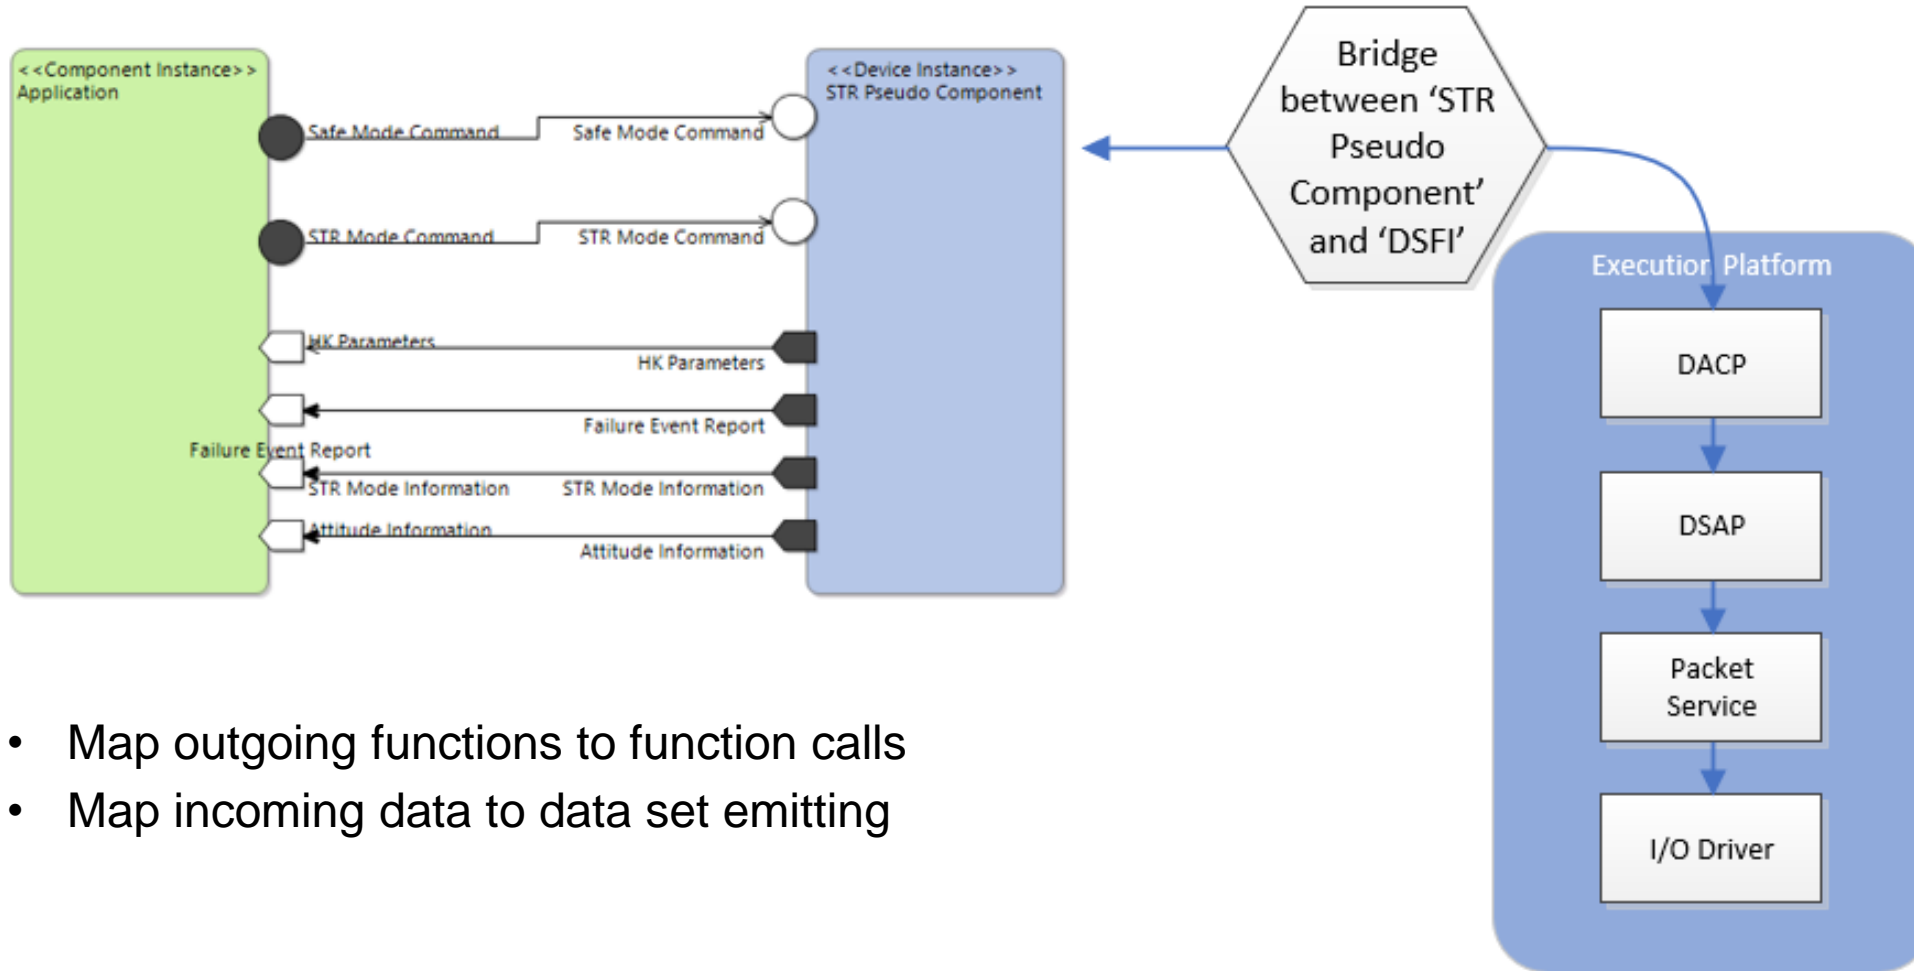 <<Component Instance>>
Application
<<Device Instance>>
STR Pseudo Component
Safe Mode Command
Safe Mode Command
STR Mode Command
STR Mode Command
HK Parameters
HK Parameters
Failure Event Report
Failure Event Report
STR Mode Information
STR Mode Information
Attitude Information
Attitude Information
Bridge
between ‘STR
Pseudo
Component’
and ‘DSFI’
Execution Platform
DACP
DSAP
Packet
Service
I/O Driver
• Map outgoing functions to function calls
• Map incoming data to data set emitting